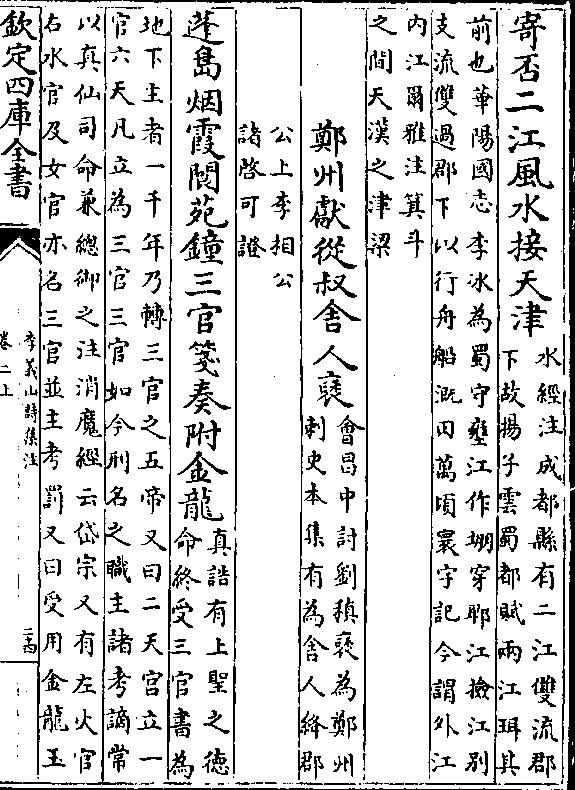 寄否二江風水接天津水經注成都縣有二江雙流郡
下故揚子雲蜀都賦兩江珥其
前也華陽國志李冰為蜀守壅江作堋穿郫江撿江別
支流雙過郡下以行舟船溉田萬頃寰宇記今謂外江
内江爾雅注箕斗
之間天漢之津梁
鄭州獻從叔舍人褎會昌中討劉稹褎為鄭州
刺史本集有為舍人絳郡
公上李相公
諸啓可證
蓬島烟霞閬苑鐘三官箋奏附金龍真誥有上聖之德
命終受三官書為
地下主者一千年乃轉三官之五帝又曰二天宫立一
官六天凡立為三官三官如今刑名之職主諸考謫常
以真仙司命兼總御之注消魔經云岱宗又有左火官
右水官及女官亦名三官並主考罰又曰受用金龍玉
欽定四庫全書
李義山詩集注
卷二上
二四